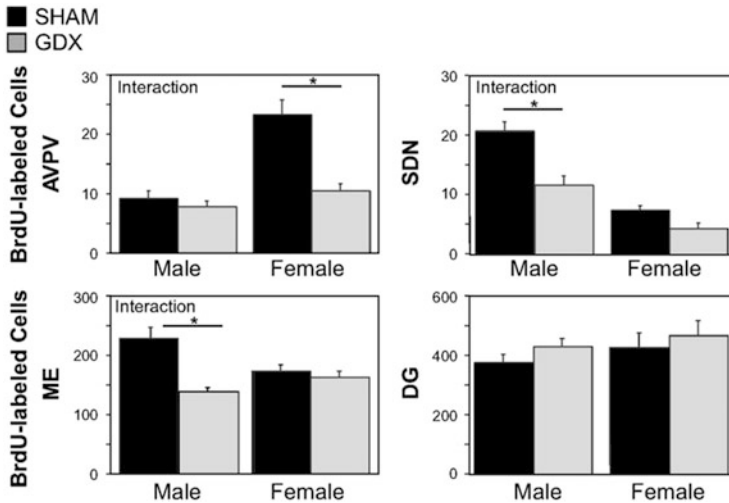 SHAM
GDX
BrdU-labeled Cells
AVPV
30
20
10
0
Interaction
*
Male
Female
SDN
30
20
10
0
Interaction
*
Male
Female
BrdU-labeled Cells
ME
300
200
100
0
Interaction
*
Male
Female
DG
600
400
200
0
Male
Female